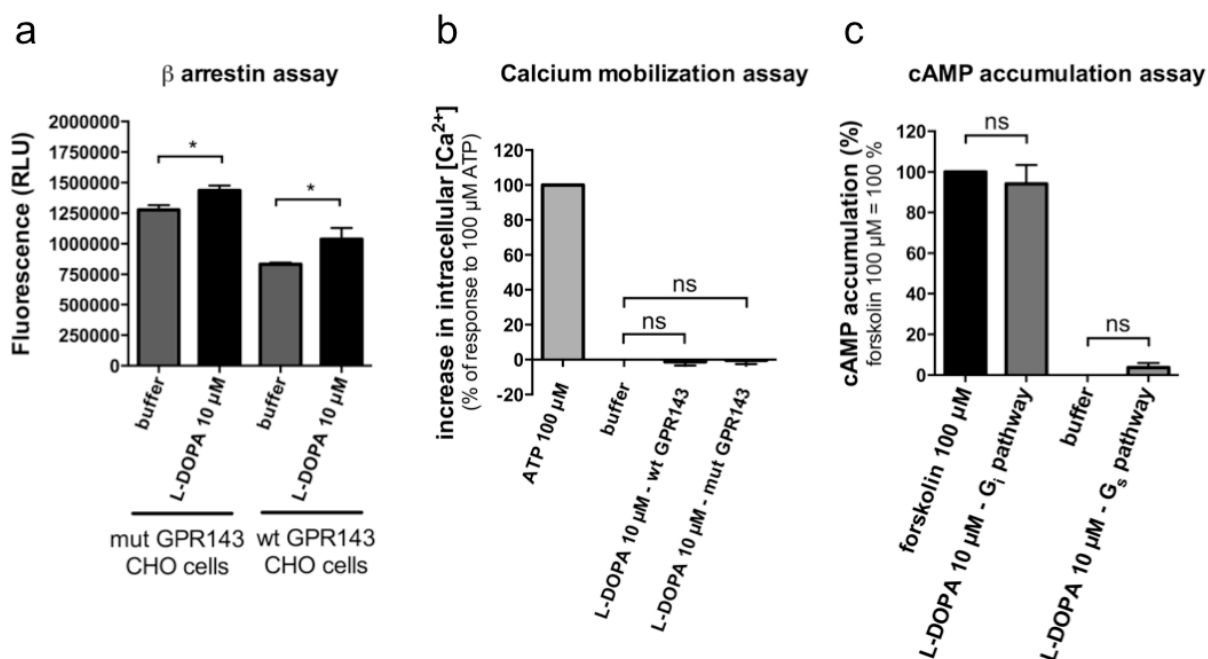 a
β arrestin assay
Fluorescence (RLU)
2000000
1750000
1500000
1250000
1000000
750000
500000
250000
0
*
*
buffer
L-DOPA 10 µM
buffer
L-DOPA 10 µM
mut GPR143
CHO cells
wt GPR143
CHO cells
b
Calcium mobilization assay
increase in intracellular [Ca²⁺]
(% of response to 100 µM ATP)
120
100
80
60
40
20
0
-20
ns
ns
ATP 100 µM
buffer
L-DOPA 10 µM - wt GPR143
L-DOPA 10 µM - mut GPR143
c
cAMP accumulation assay
cAMP accumulation (%)
forskolin 100 µM = 100 %
120
100
80
60
40
20
0
ns
ns
forskolin 100 µM
L-DOPA 10 µM - Gᵢ pathway
buffer
L-DOPA 10 µM - Gₛ pathway